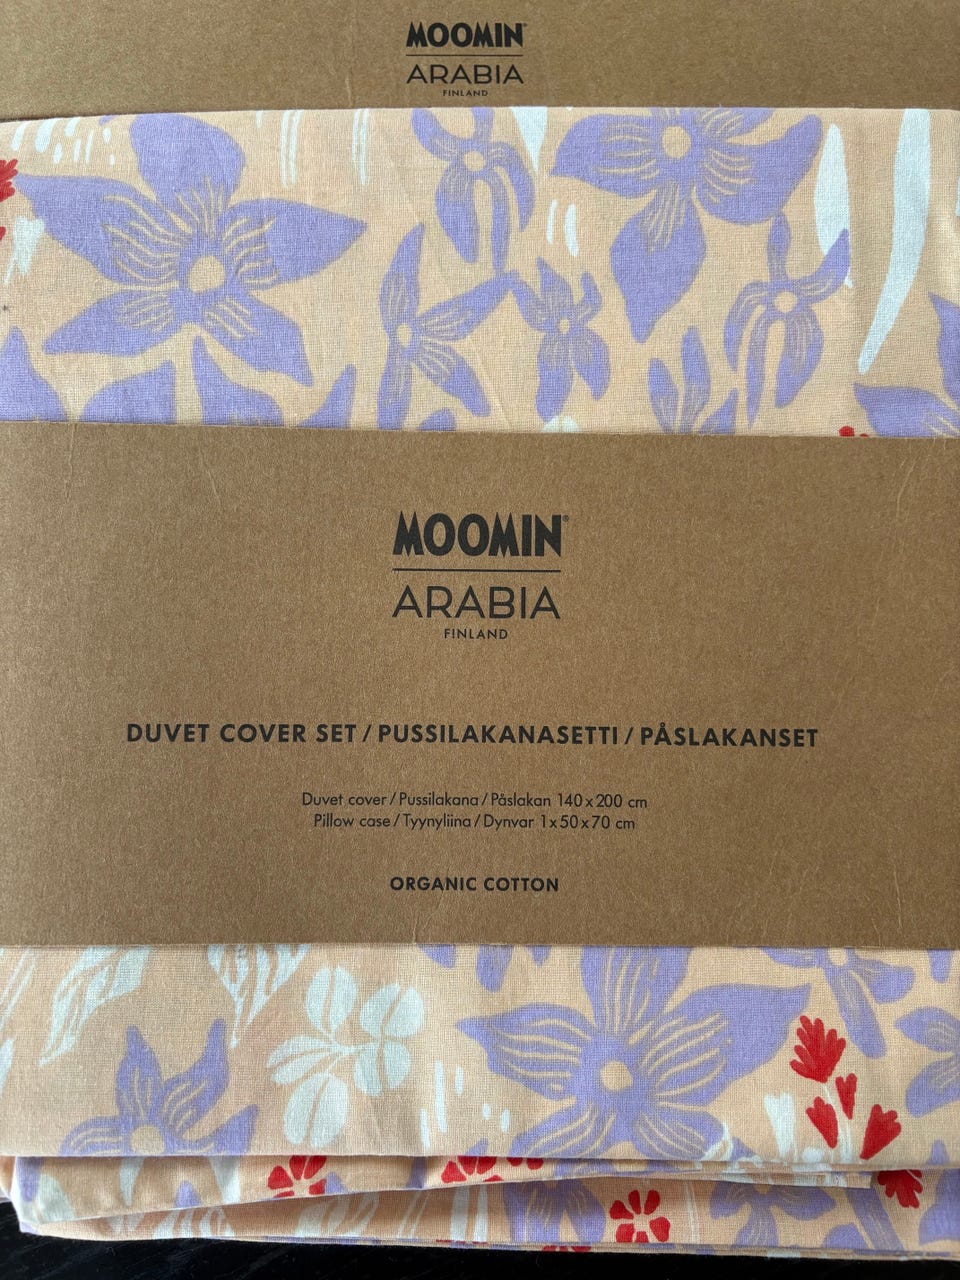 MOOMIN®
ARABIA
FINLAND
MOOMIN®
ARABIA
FINLAND
DUVET COVER SET / PUSSILAKANASETTI / PÅSLAKANSET
Duvet cover / Pussilakana / Påslakan 140 x 200 cm
Pillow case / Tyynyliina / Dynvar 1 x 50 x 70 cm
ORGANIC COTTON